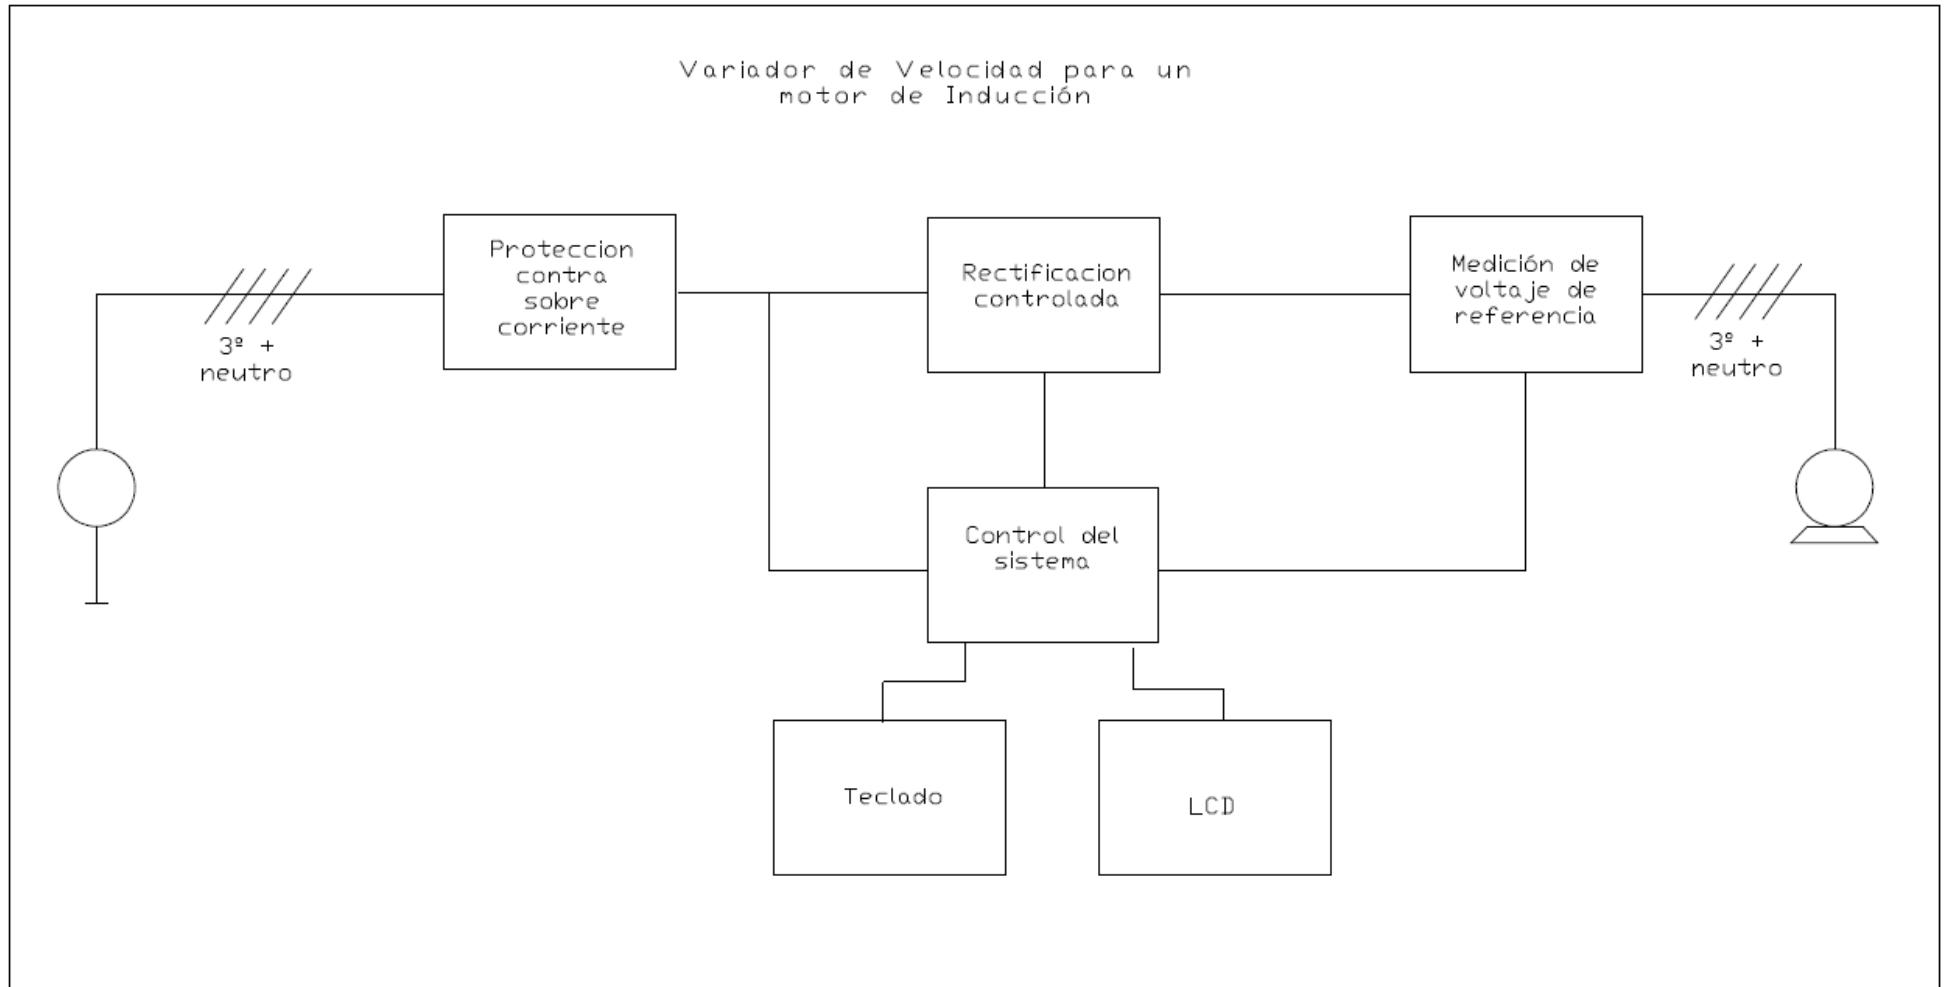 Variador de Velocidad para un
motor de Inducción
Proteccion
contra
sobre
corriente
Rectificacion
controlada
Medición de
voltaje de
referencia
3º +
neutro
3º +
neutro
Control del
sistema
Teclado
LCD